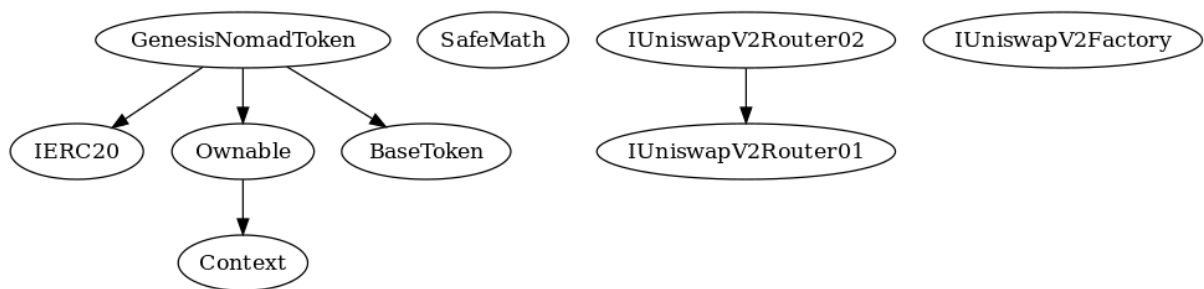 GenesisNomadToken
SafeMath
IUniswapV2Router02
IUniswapV2Factory
IERC20
Ownable
BaseToken
IUniswapV2Router01
Context